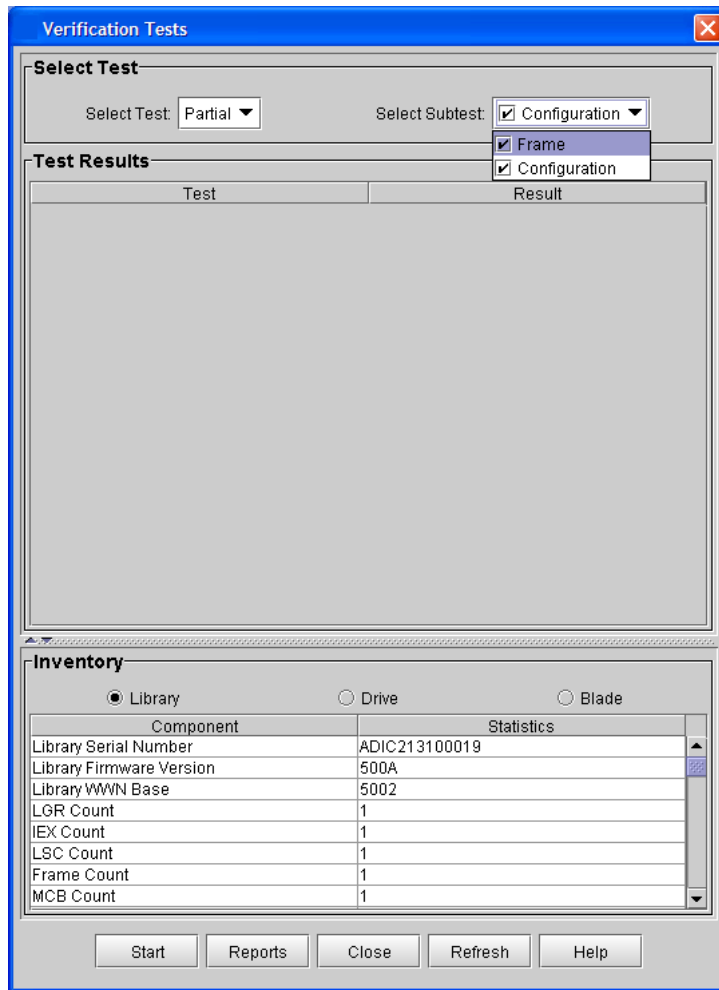 Verification Tests
Select Test
Select Test: Partial
Select Subtest: Configuration
Frame
Configuration
Test Results
Test Result
Inventory
Library Drive Blade
Component Statistics
Library Serial Number ADIC213100019
Library Firmware Version 500A
Library WWN Base 5002
LGR Count 1
IEX Count 1
LSC Count 1
Frame Count 1
MCB Count 1
Start Reports Close Refresh Help